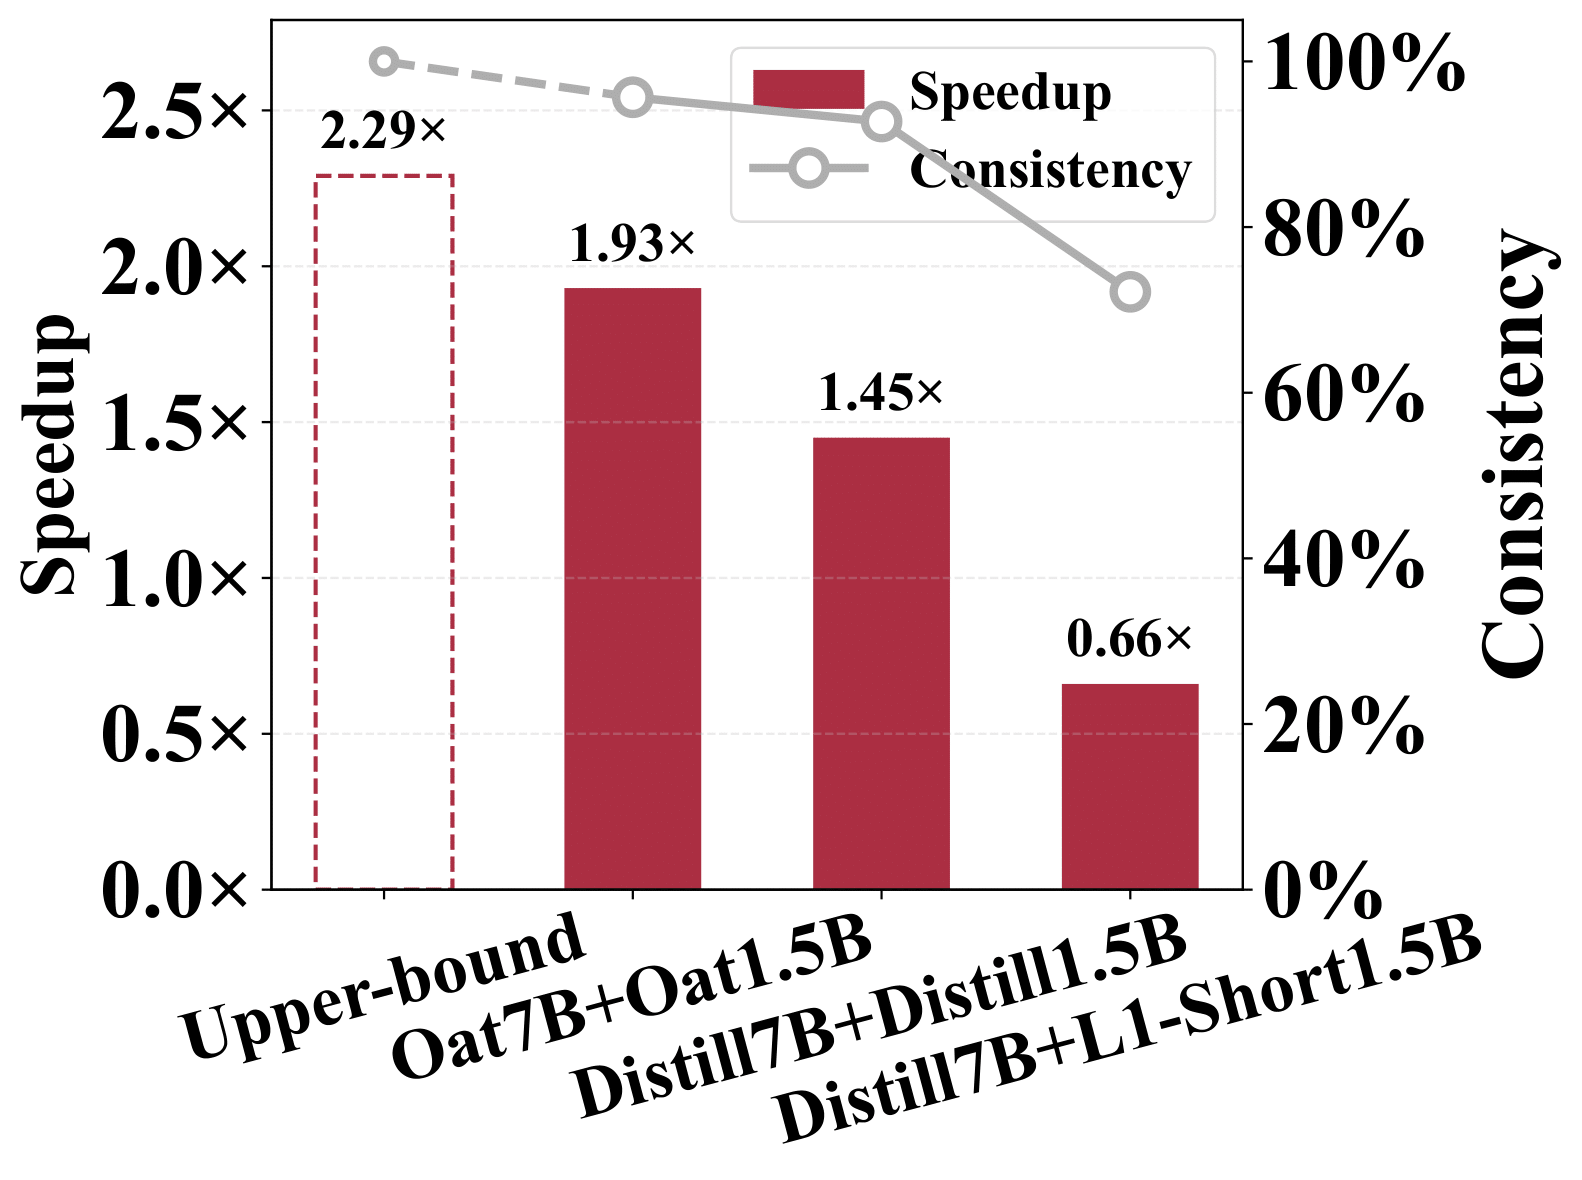 Speedup
2.5×
2.0×
1.5×
1.0×
0.5×
0.0×
2.29×
1.93×
1.45×
0.66×
Speedup
Consistency
100%
80%
60%
40%
20%
0%
Consistency
Upper-bound
Oat7B+Oat1.5B
Distill7B+Distill1.5B
Distill7B+L1-Short1.5B